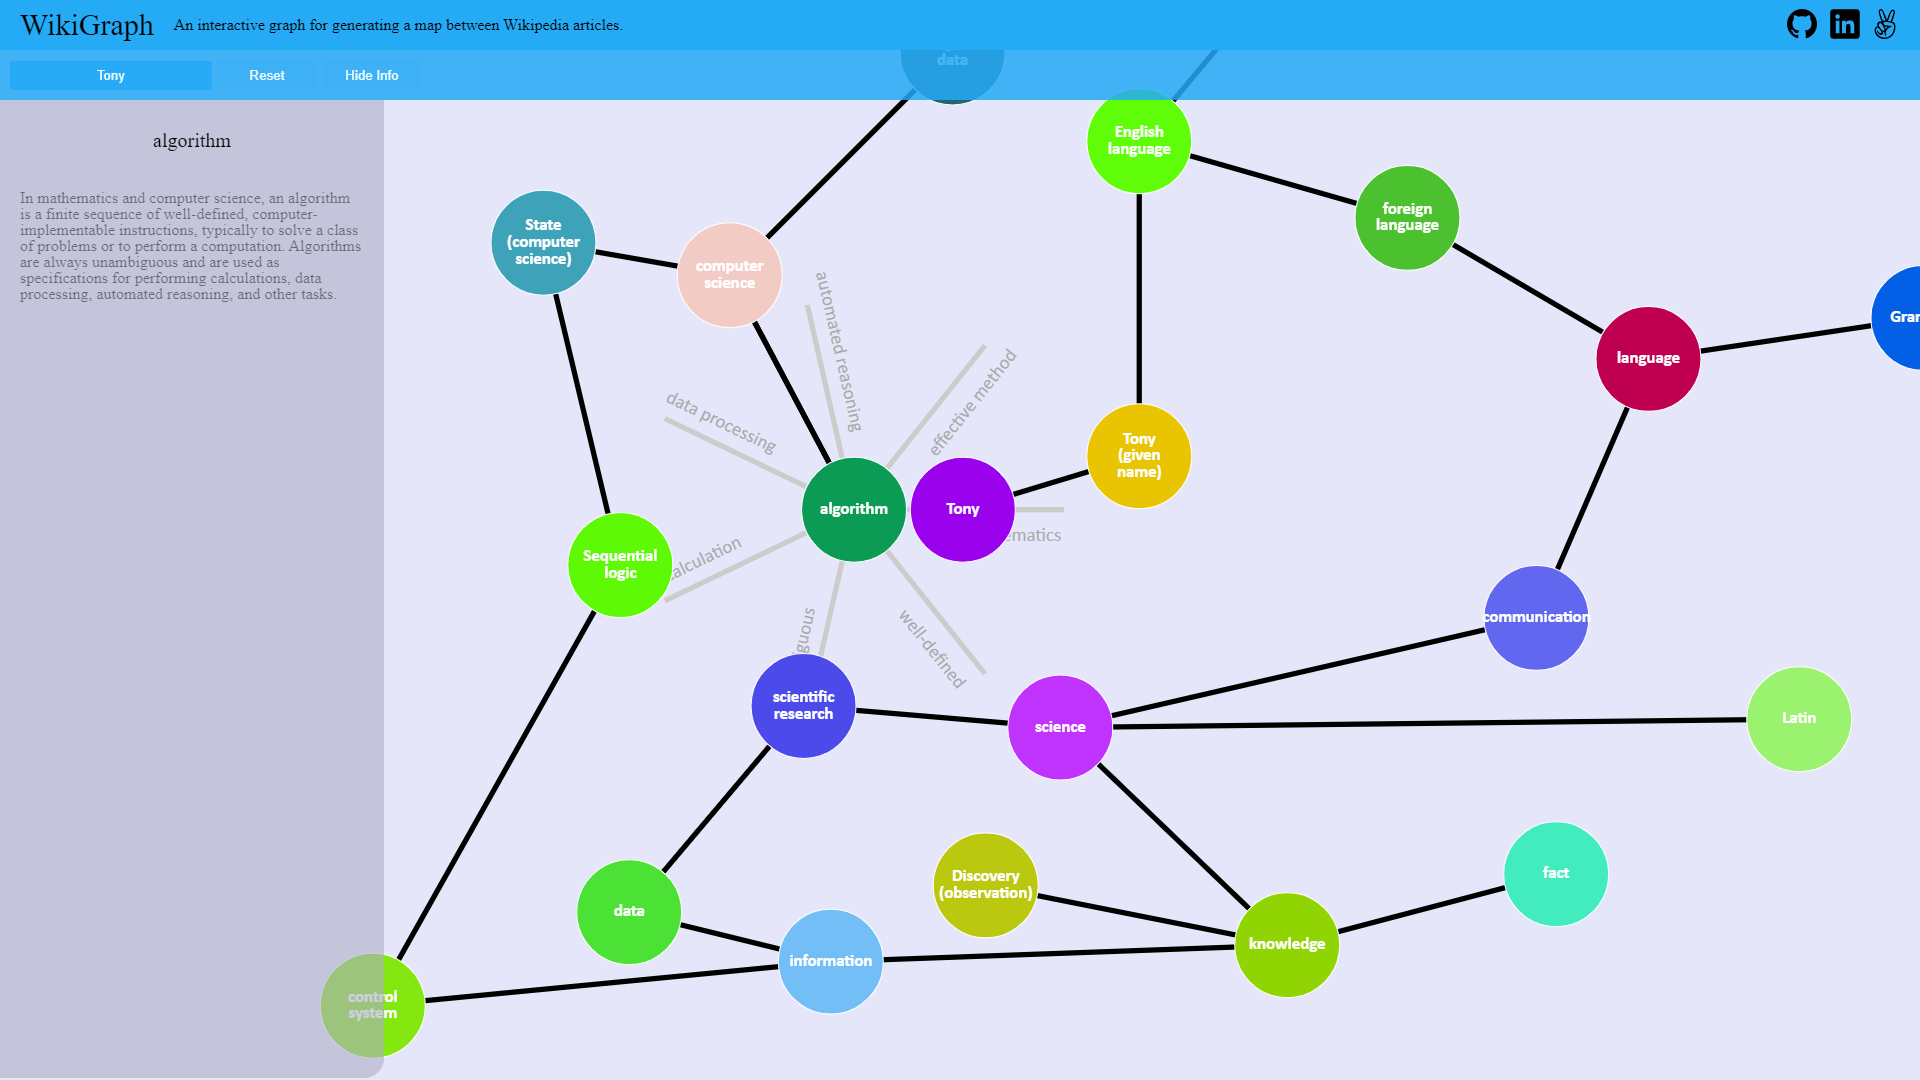 WikiGraph
An interactive graph for generating a map between Wikipedia articles.
Tony
Reset
Hide Info
algorithm
In mathematics and computer science, an algorithm
is a finite sequence of well-defined, computer-
implementable instructions, typically to solve a class
of problems or to perform a computation. Algorithms
are always unambiguous and are used as
specifications for performing calculations, data
processing, automated reasoning, and other tasks.
data
English
language
foreign
language
State
(computer
science)
computer
science
automated reasoning
effective method
data processing
language
Tony
(given
name)
algorithm
Tony
Sequential
logic
well-defined
communication
scientific
research
science
Latin
Discovery
(observation)
fact
data
knowledge
information
control
system